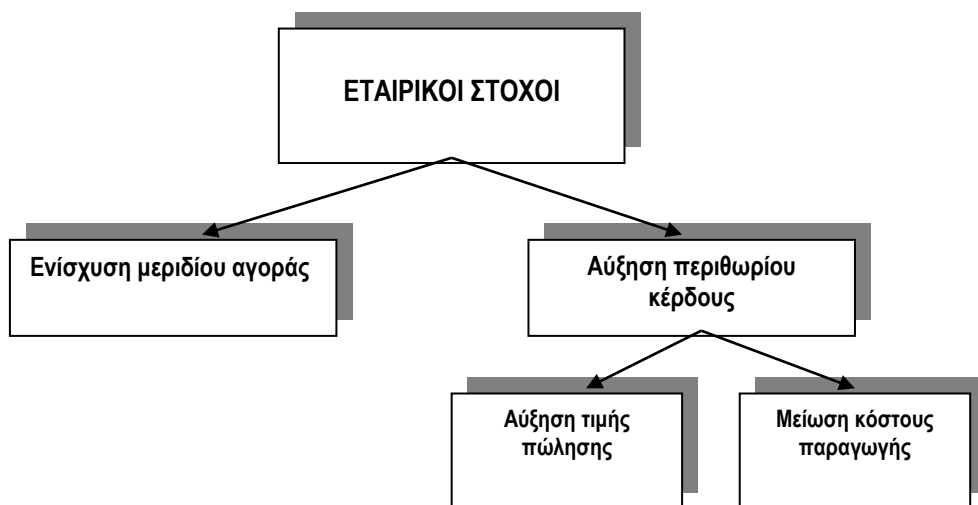 ΕΤΑΙΡΙΚΟΙ ΣΤΟΧΟΙ
Ενίσχυση μεριδίου αγοράς
Αύξηση περιθωρίου
κέρδους
Αύξηση τιμής
πώλησης
Μείωση κόστους
παραγωγής